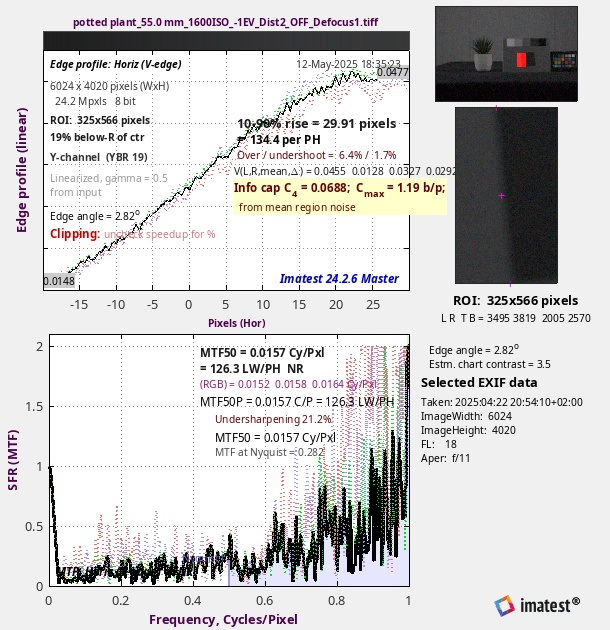 potted plant_55.0 mm_1600ISO_-1EV_Dist2_OFF_Defocus1.tiff
Edge profile: Horiz (V-edge)
12-May-2025 18:35:23
0.0477
6024 x 4020 pixels (WxH)
24.2 Mpxls 8 bit
ROI: 325x566 pixels
19% below-R of ctr
Y-channel (YBR 19)
Linearized, gamma = 0.5
from input
Edge angle = 2.82o
Clipping: uncheck speedup for %
10-90% rise = 29.91 pixels
= 134.4 per PH
Over / undershoot = 6.4% / 1.7%
V(L,R,mean,△) = 0.0455 0.0128 0.0327 0.0292
Info cap C4 = 0.0688; Cmax = 1.19 b/p;
from mean region noise
0.0148
Imatest 24.2.6 Master
Edge profile (linear)
-15 -10 -5 0 5 10 15 20 25
Pixels (Hor)
ROI: 325x566 pixels
L R T B = 3495 3819 2005 2570
Edge angle = 2.82o
Estm. chart contrast = 3.5
Selected EXIF data
Taken: 2025:04:22 20:54:10+02:00
ImageWidth: 6024
ImageHeight: 4020
FL: 18
Aper: f/11
MTF50 = 0.0157 Cy/Pxl
= 126.3 LW/PH NR
(RGB) = 0.0152 0.0158 0.0164 Cy/Pxl
MTF50P = 0.0157 C/P = 126.3 LW/PH
Undersharpening 21.2%
MTF50 = 0.0157 Cy/Pxl
MTF at Nyquist = 0.282
SFR (MTF)
2
1.5
1
0.5
0
0 0.2 0.4 0.6 0.8 1
Frequency, Cycles/Pixel
imatest®